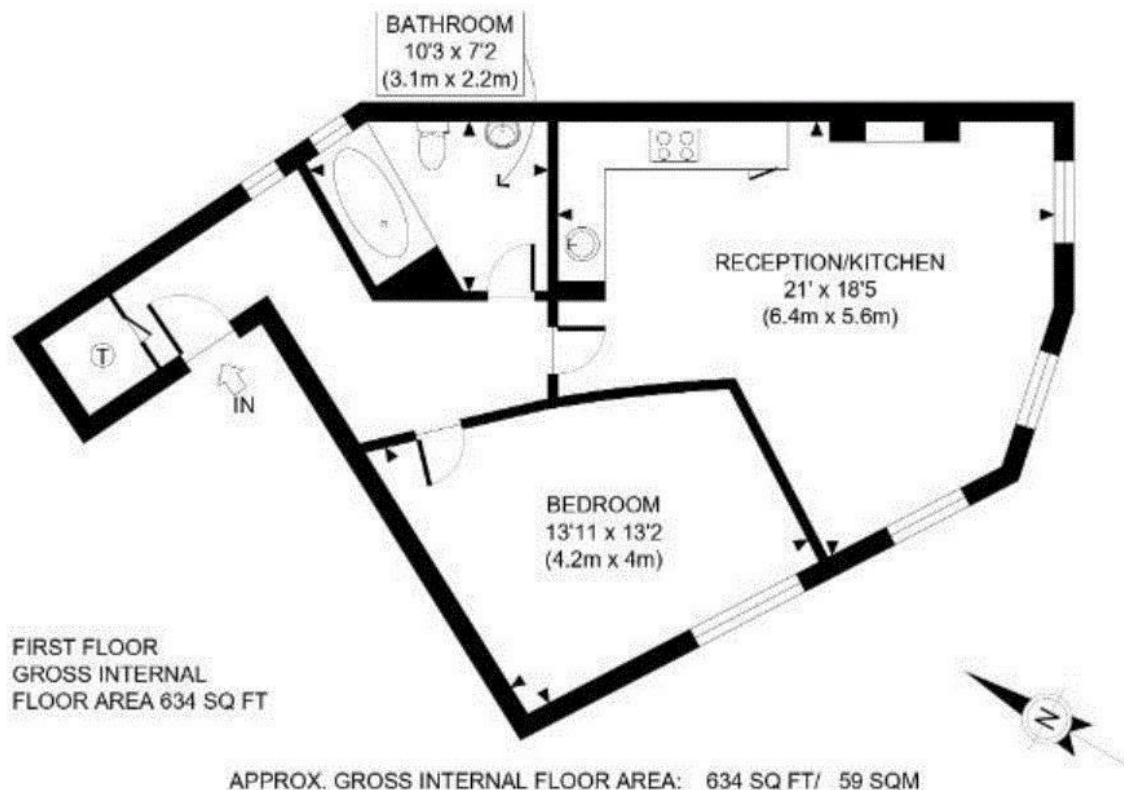 BATHROOM
10'3 x 7'2
(3.1m x 2.2m)
RECEPTION/KITCHEN
21' x 18'5
(6.4m x 5.6m)
T
IN
BEDROOM
13'11 x 13'2
(4.2m x 4m)
FIRST FLOOR
GROSS INTERNAL
FLOOR AREA 634 SQ FT
N
APPROX. GROSS INTERNAL FLOOR AREA: 634 SQ FT/ 59 SQM